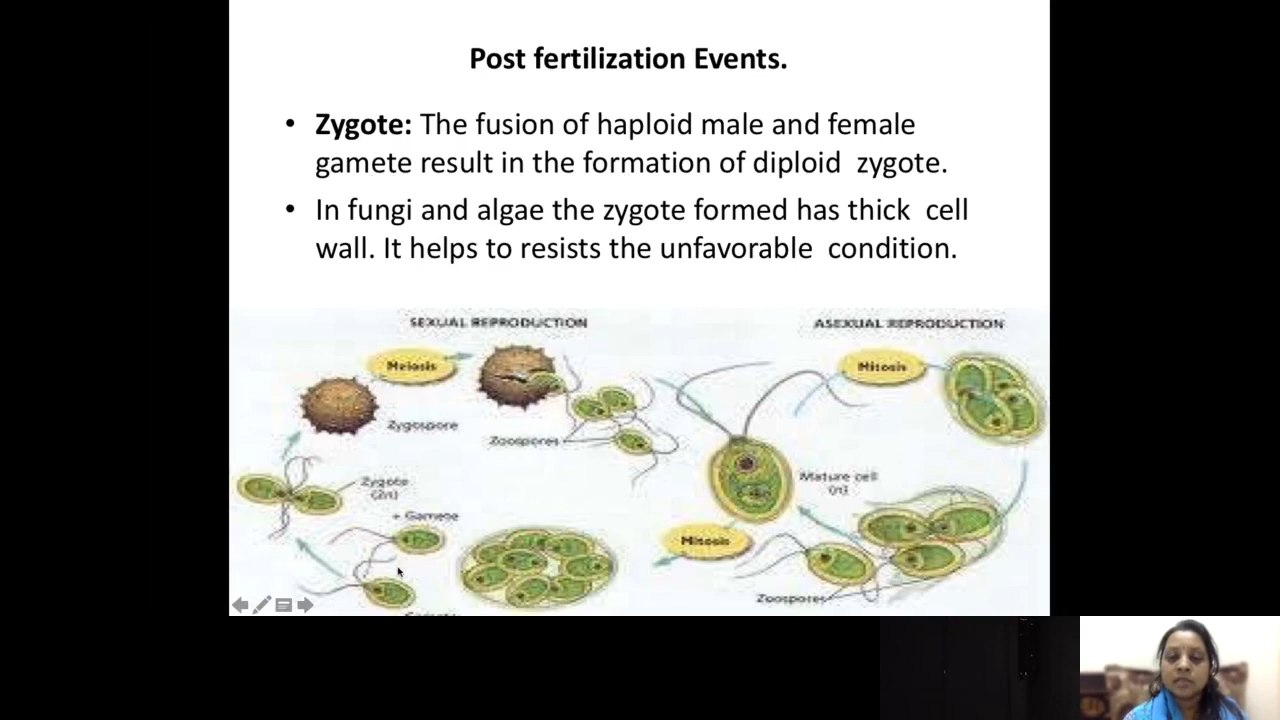 Post fertilization Events.
• Zygote: The fusion of haploid male and female
gamete result in the formation of diploid zygote.
• In fungi and algae the zygote formed has thick cell
wall. It helps to resists the unfavorable condition.
SEXUAL REPRODUCTION
ASEXUAL REPRODUCTION
Meiosis
Mitosis
Zygospore
Zoospores
Zygote
(2n)
Mature cell
(n)
+ Gamete
Mitosis
Zoospores